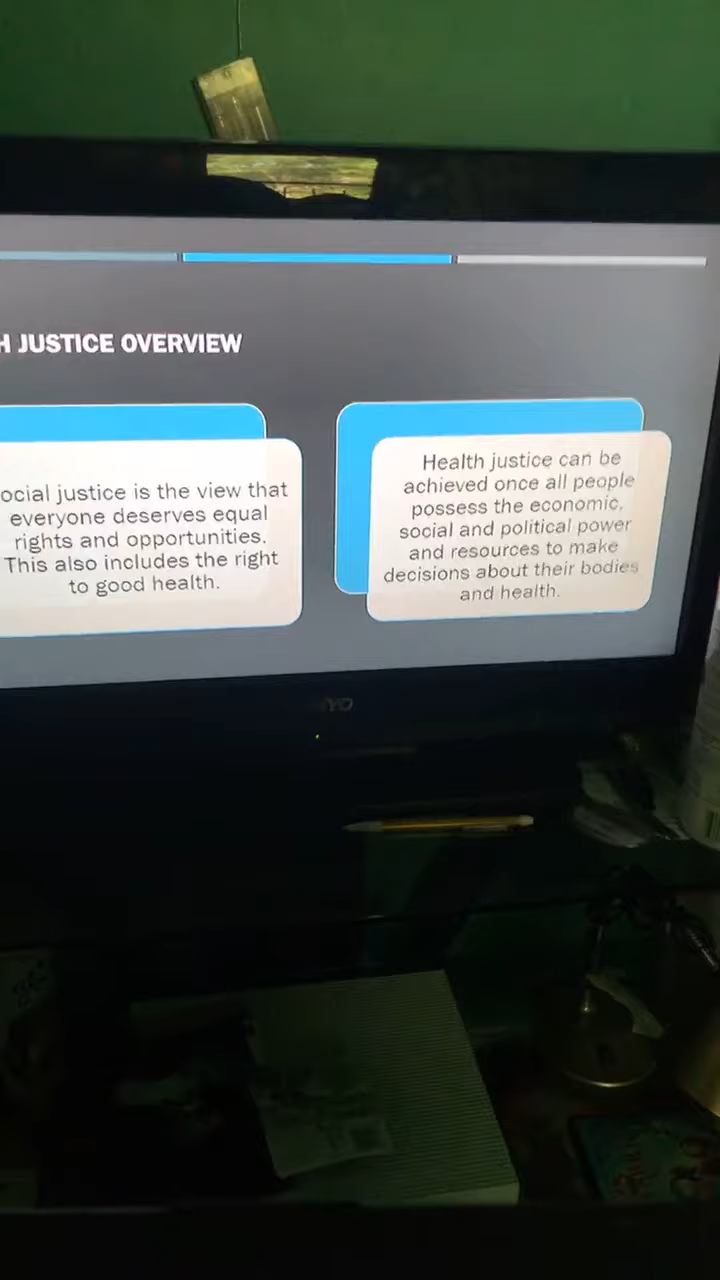 H JUSTICE OVERVIEW
ocial justice is the view that
everyone deserves equal
rights and opportunities.
This also includes the right
to good health.
Health justice can be
achieved once all people
possess the economic,
social and political power
and resources to make
decisions about their bodies
and health.